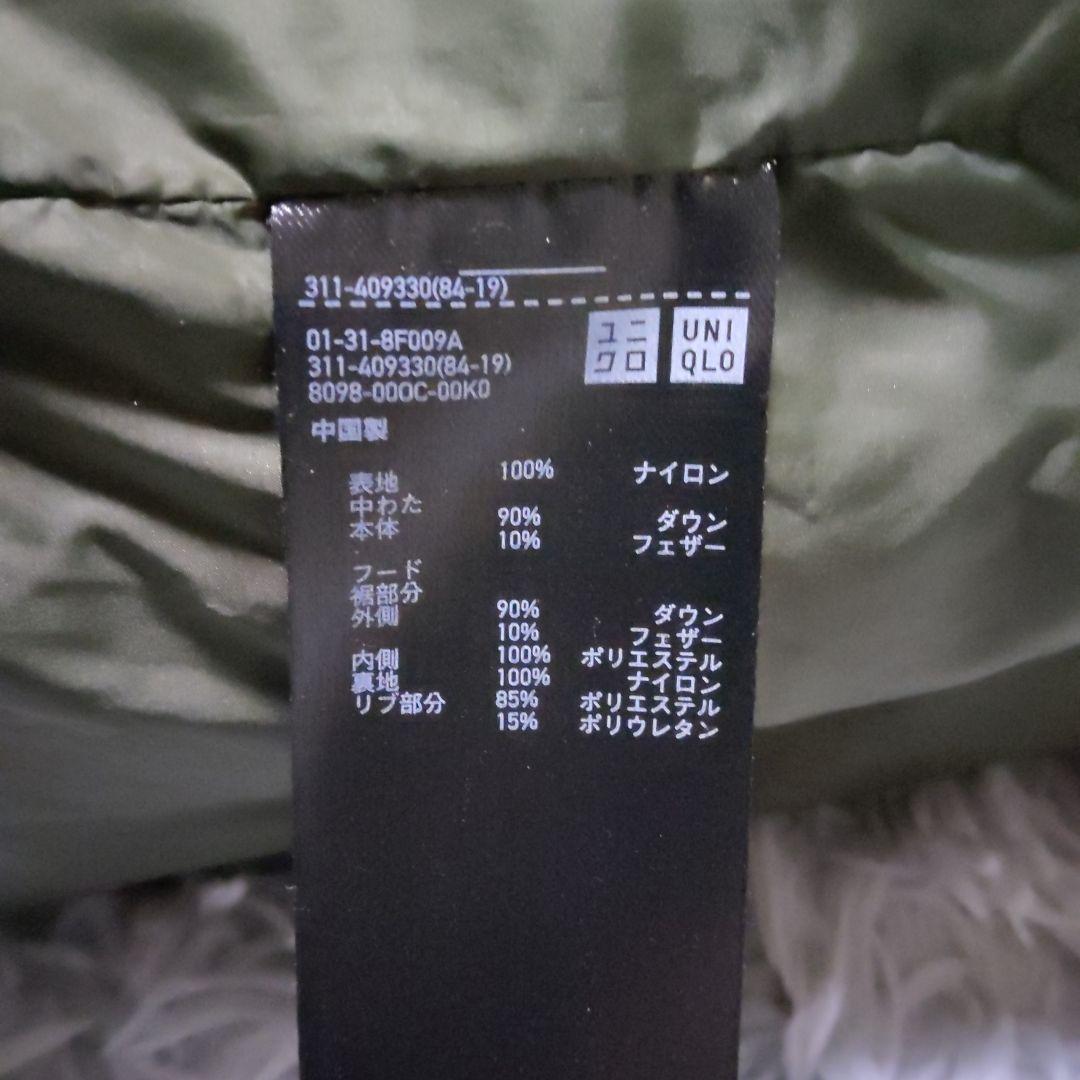 311-409330(84-19)
01-31-8F009A
311-409330(84-19)
8098-000C-00K0
ユニ
クロ
UNI
QLO
中国製
表地 100% ナイロン
中わた
本体 90% ダウン
10% フェザー
フード
裾部分
外側 90% ダウン
10% フェザー
内側 100% ポリエステル
裏地 100% ナイロン
リブ部分 85% ポリエステル
15% ポリウレタン